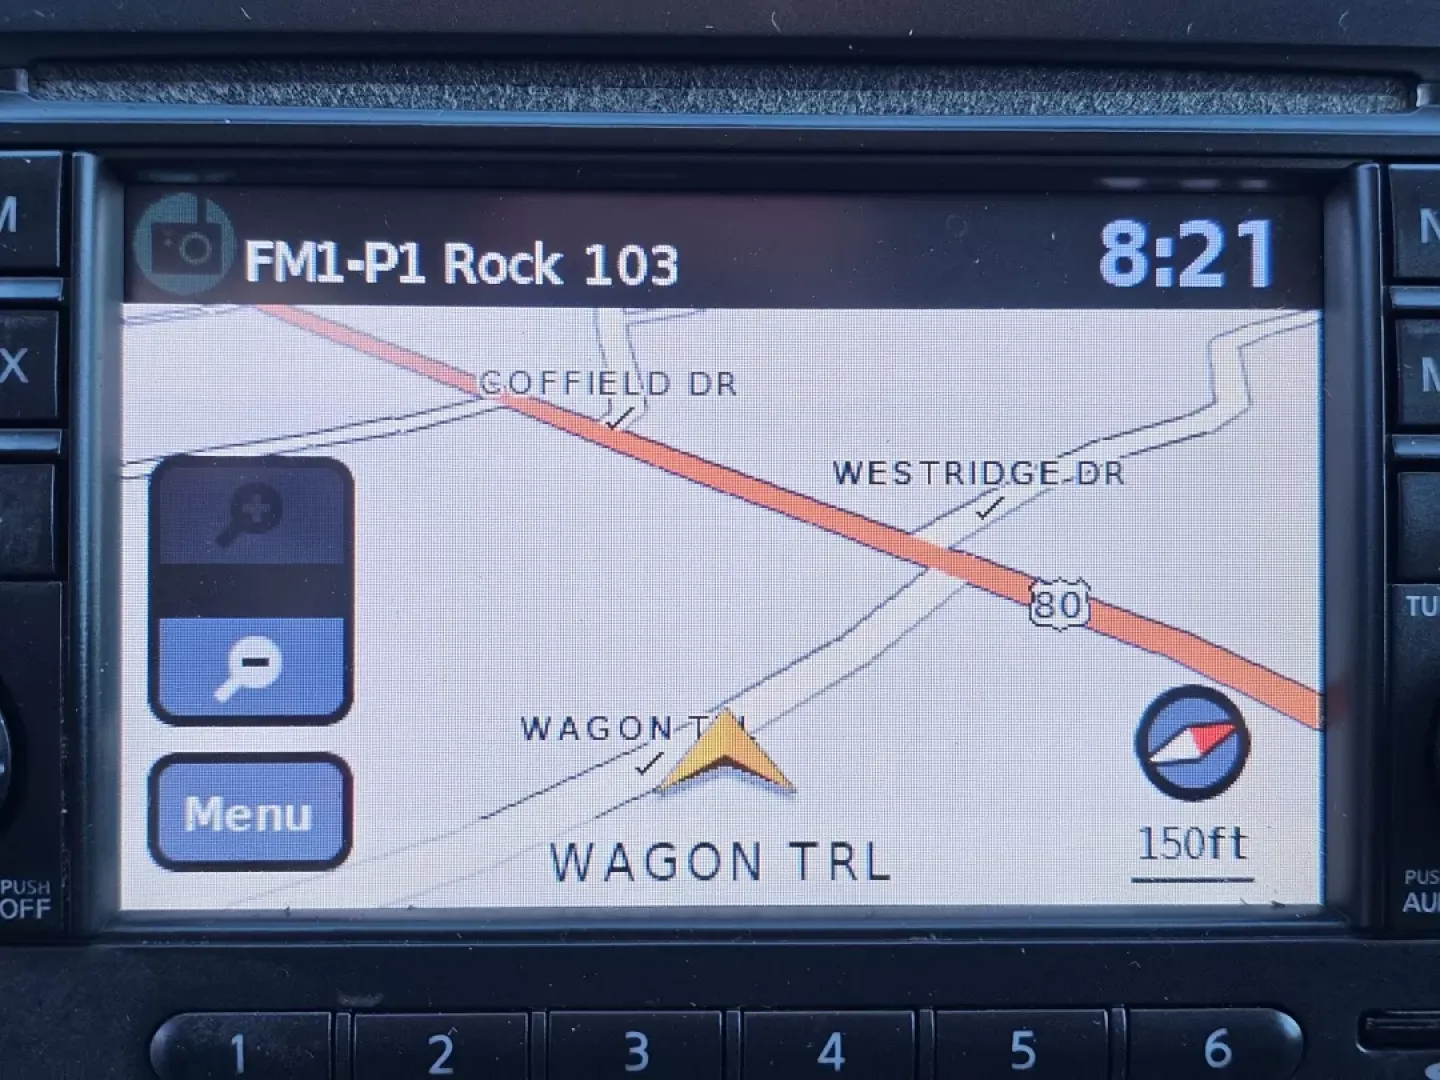 M
FM1-P1 Rock 103
8:21
X
COFFIELD DR
WESTRIDGE DR
80
TU
WAGON TRL
Menu
WAGON TRL
150ft
PUSH
OFF
PUS
AU
1 2 3 4 5 6